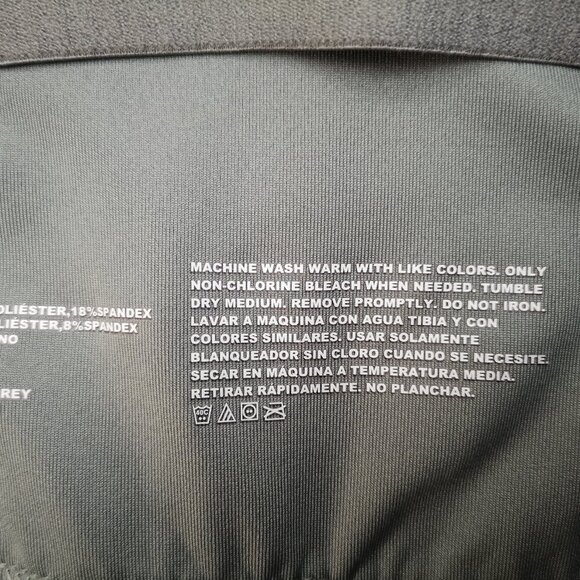 MACHINE WASH WARM WITH LIKE COLORS. ONLY
NON-CHLORINE BLEACH WHEN NEEDED. TUMBLE
DRY MEDIUM. REMOVE PROMPTLY. DO NOT IRON.
LAVAR A MAQUINA CON AGUA TIBIA Y CON
COLORES SIMILARES. USAR SOLAMENTE
BLANQUEADOR SIN CLORO CUANDO SE NECESITE.
SECAR EN MAQUINA A TEMPERATURA MEDIA.
RETIRAR RAPIDAMENTE. NO PLANCHAR.
40C
OLIÉSTER,18%SPANDEX
OLIÉSTER,8%SPANDEX
NO
REY